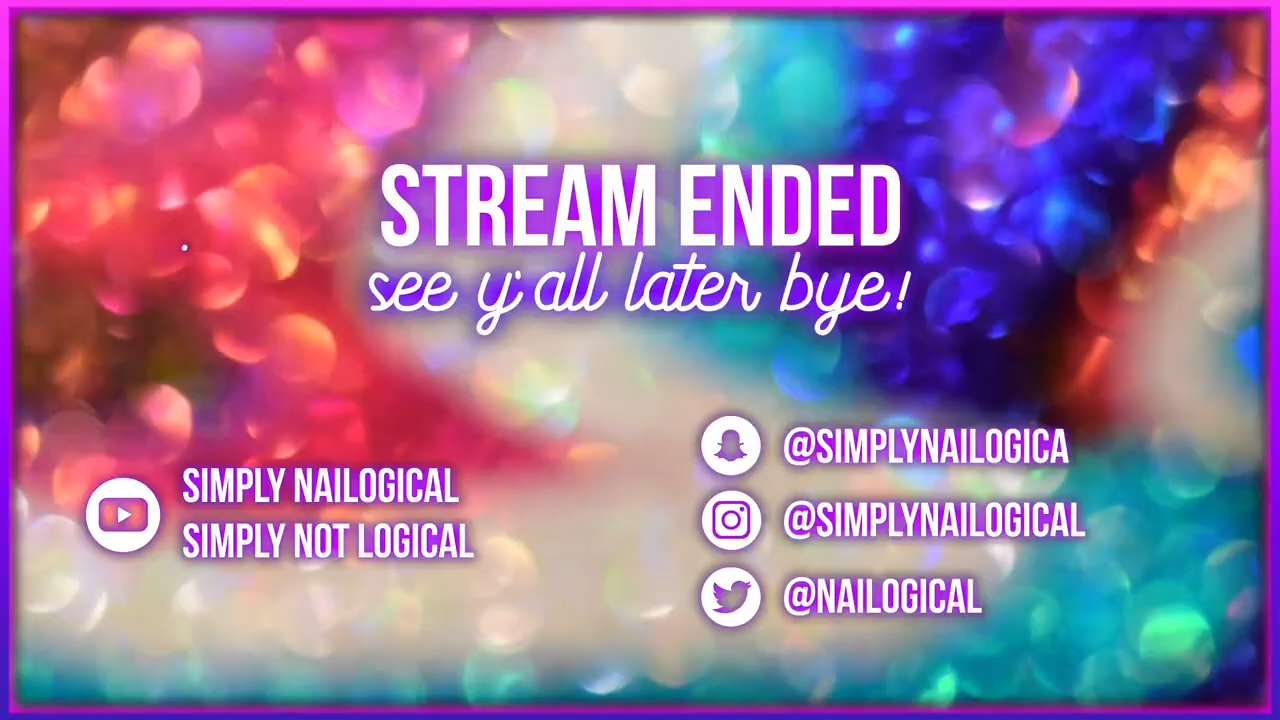 STREAM ENDED
see y'all later bye!
SIMPLY NAILOGICAL
SIMPLY NOT LOGICAL
@SIMPLYNAILOGICA
@SIMPLYNAILOGICAL
@NAILOGICAL